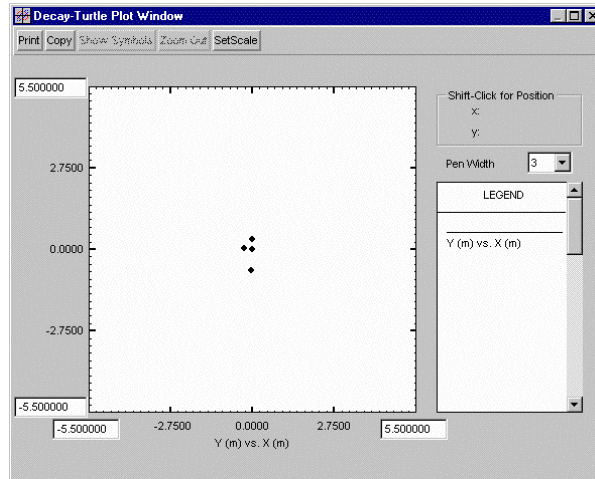 Decay-Turtle Plot Window
Print Copy Show Symbols Zoom Out SetScale
5.500000
2.7500
0.0000
-2.7500
-5.500000
-5.500000 -2.7500 0.0000 2.7500 5.500000
Y (m) vs. X (m)
Shift-Click for Position
x:
y:
Pen Width 3
LEGEND
Y (m) vs. X (m)